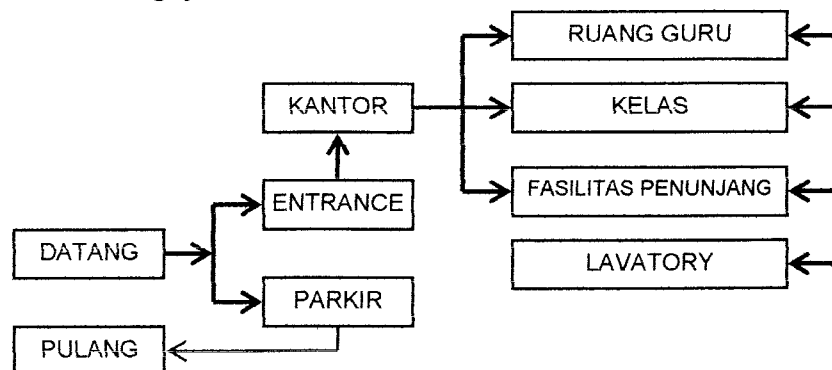 RUANG GURU
KANTOR
KELAS
ENTRANCE
FASILITAS PENUNJANG
DATANG
LAVATORY
PARKIR
PULANG